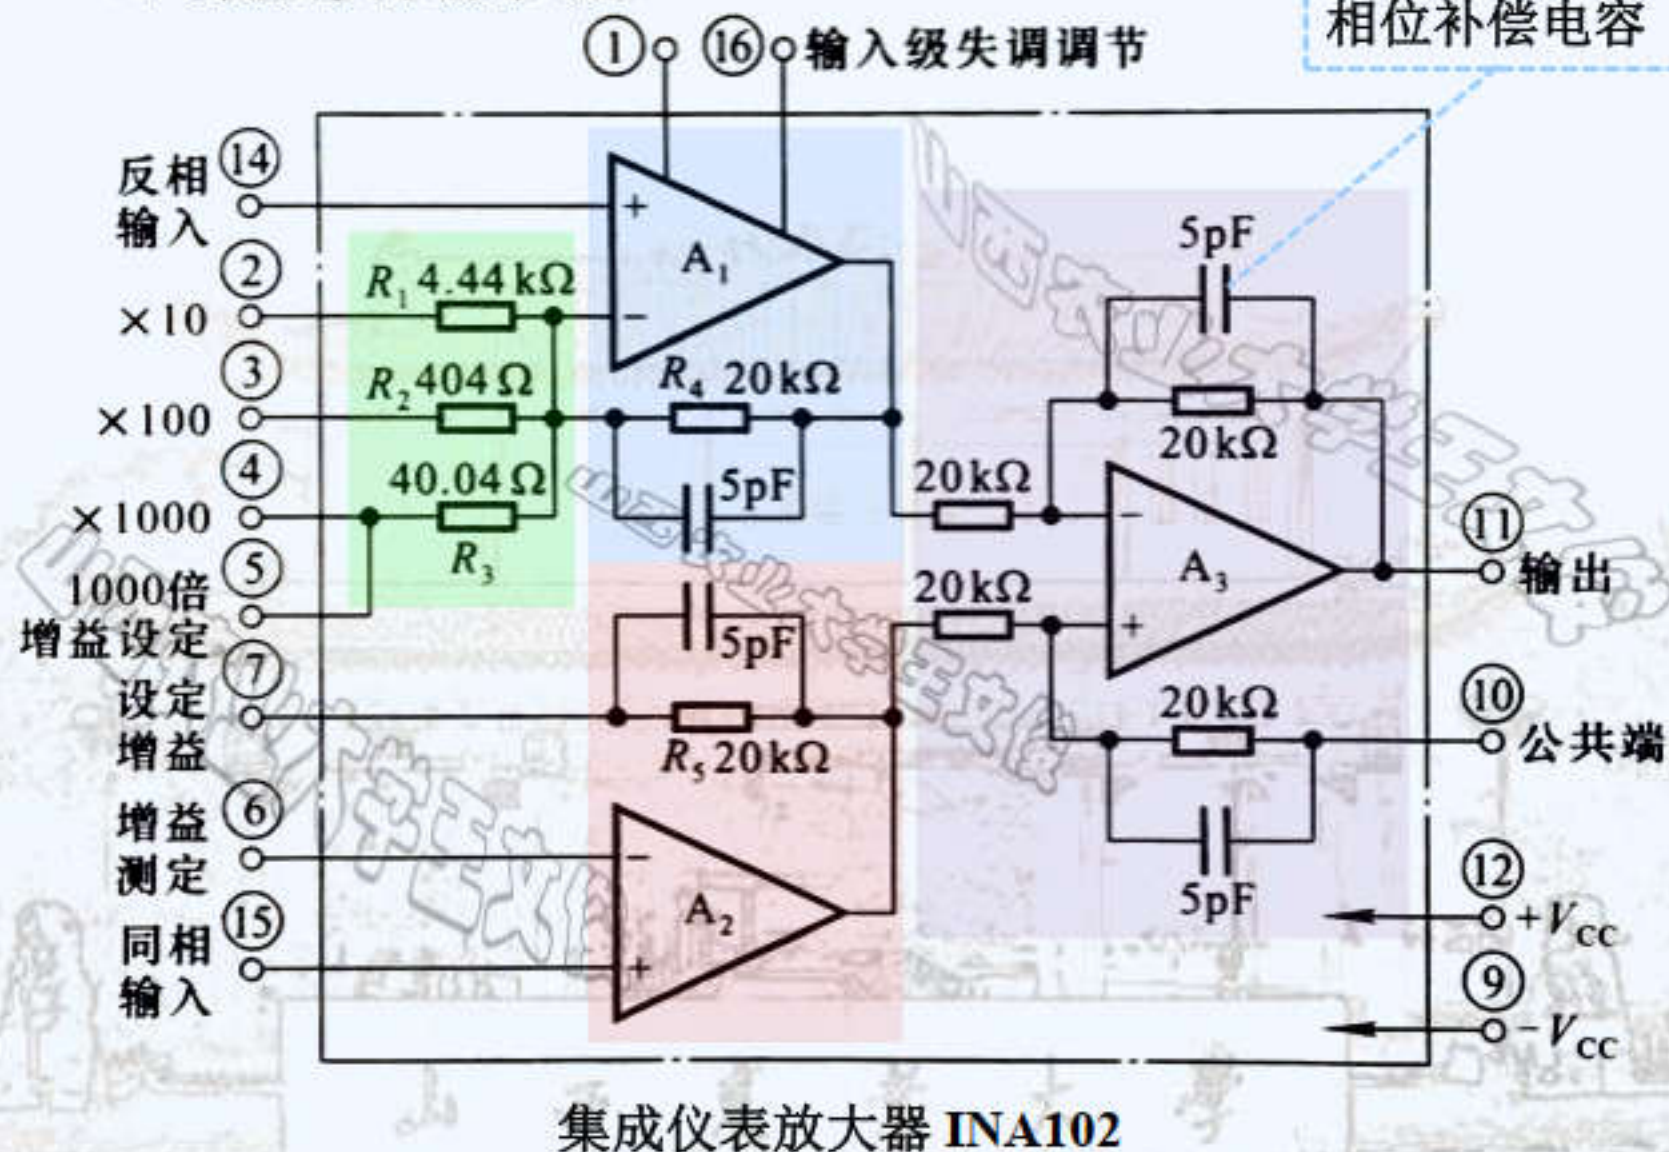 相位补偿电容
① ⑯ 输入级失调调节
⑭
反相
输入
②
×10
R₁ 4.44kΩ
③
×100
R₂ 404Ω
④
×1000
40.04Ω
R₃
⑤
1000倍
增益设定
⑦
设定
增益
⑥
增益
测定
⑮
同相
输入
+
A₁
−
R₄ 20kΩ
5pF
5pF
R₅ 20kΩ
−
A₂
+
5pF
20kΩ
20kΩ
−
A₃
20kΩ
+
20kΩ
5pF
⑪
输出
⑩
公共端
⑫
+VCC
⑨
−VCC
集成仪表放大器 INA102